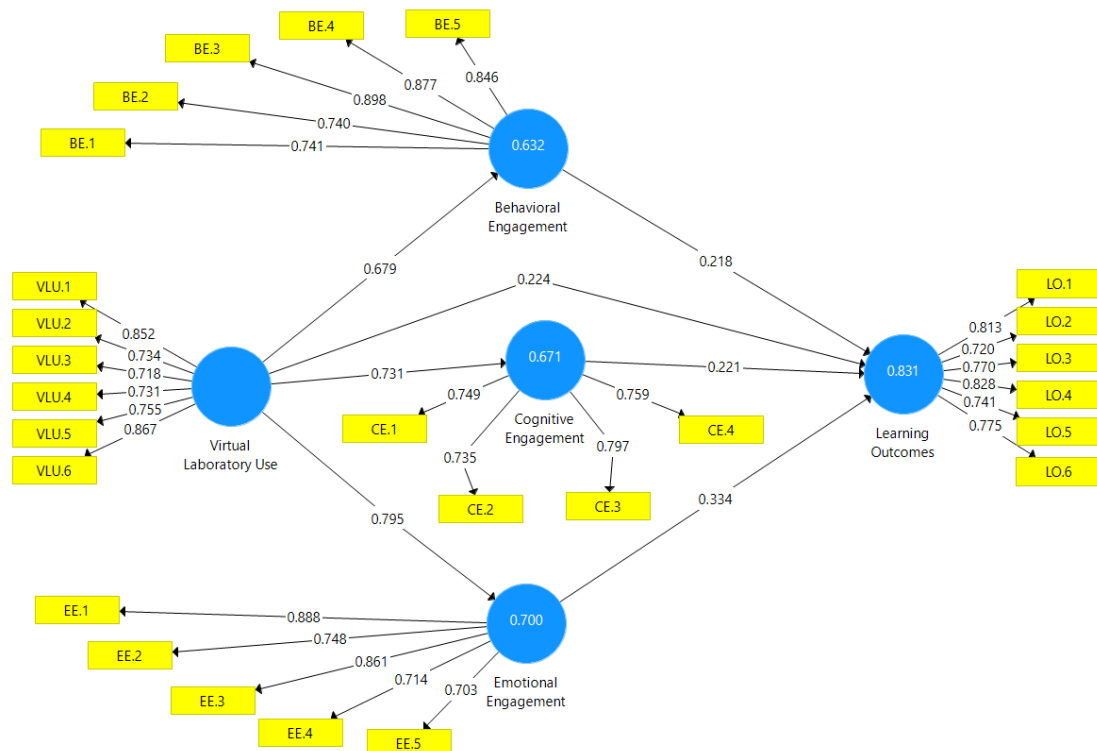 BE.5
BE.4
BE.3
BE.2
BE.1
0.846
0.877
0.898
0.740
0.741
0.632
Behavioral
Engagement
0.679
0.218
0.224
VLU.1
VLU.2
VLU.3
VLU.4
VLU.5
VLU.6
0.852
0.734
0.718
0.731
0.755
0.867
Virtual
Laboratory Use
0.731
0.671
Cognitive
Engagement
0.221
0.749
0.735
0.797
0.759
CE.1
CE.2
CE.3
CE.4
0.831
Learning
Outcomes
0.813
0.720
0.770
0.828
0.741
0.775
LO.1
LO.2
LO.3
LO.4
LO.5
LO.6
0.795
0.334
0.700
Emotional
Engagement
0.888
0.748
0.861
0.714
0.703
EE.1
EE.2
EE.3
EE.4
EE.5